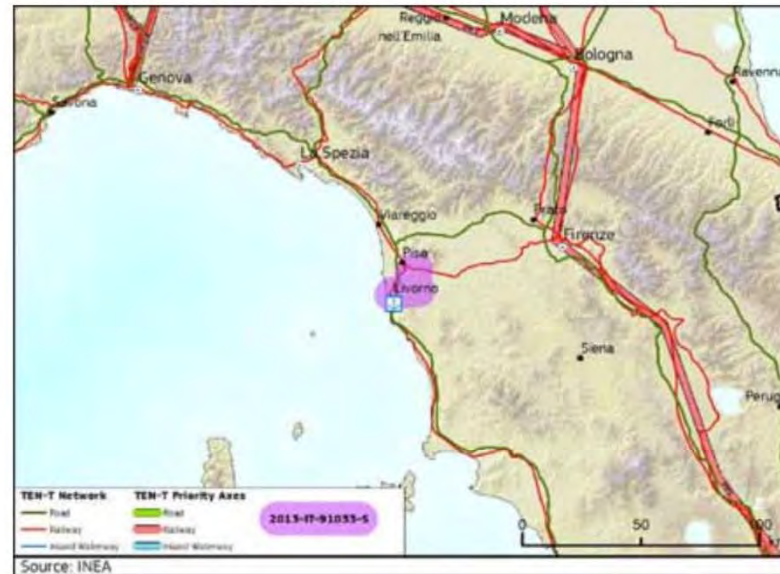 Reggio
nell'Emilia
Modena
Bologna
Ravenna
Genova
Savona
Forlì
La Spezia
Prato
Viareggio
Firenze
Pisa
Livorno
Siena
Perug
TEN-T Network
TEN-T Priority Axes
Road
Road
Railway
Railway
Inland Waterway
Inland Waterway
2013-IT-91033-S
0 50 100
Source: INEA